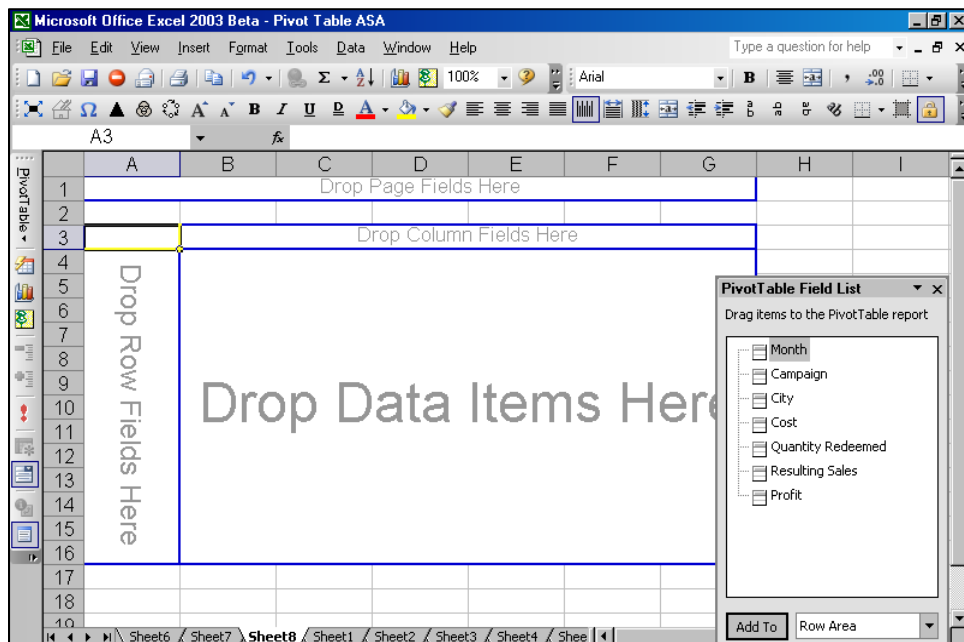 Microsoft Office Excel 2003 Beta - Pivot Table ASA
File Edit View Insert Format Tools Data Window Help Type a question for help
100% Arial B
B I U D A
A3 fx
A B C D E F G H I
PivotTable
1 Drop Page Fields Here
2
3 Drop Column Fields Here
4
5
6
7
8
9
10
11
12
13
14
15
16
17
18
19
Drop Row Fields Here
Drop Data Items Here
PivotTable Field List
Drag items to the PivotTable report
Month
Campaign
City
Cost
Quantity Redeemed
Resulting Sales
Profit
Add To Row Area
Sheet6 Sheet7 Sheet8 Sheet1 Sheet2 Sheet3 Sheet4 Shee